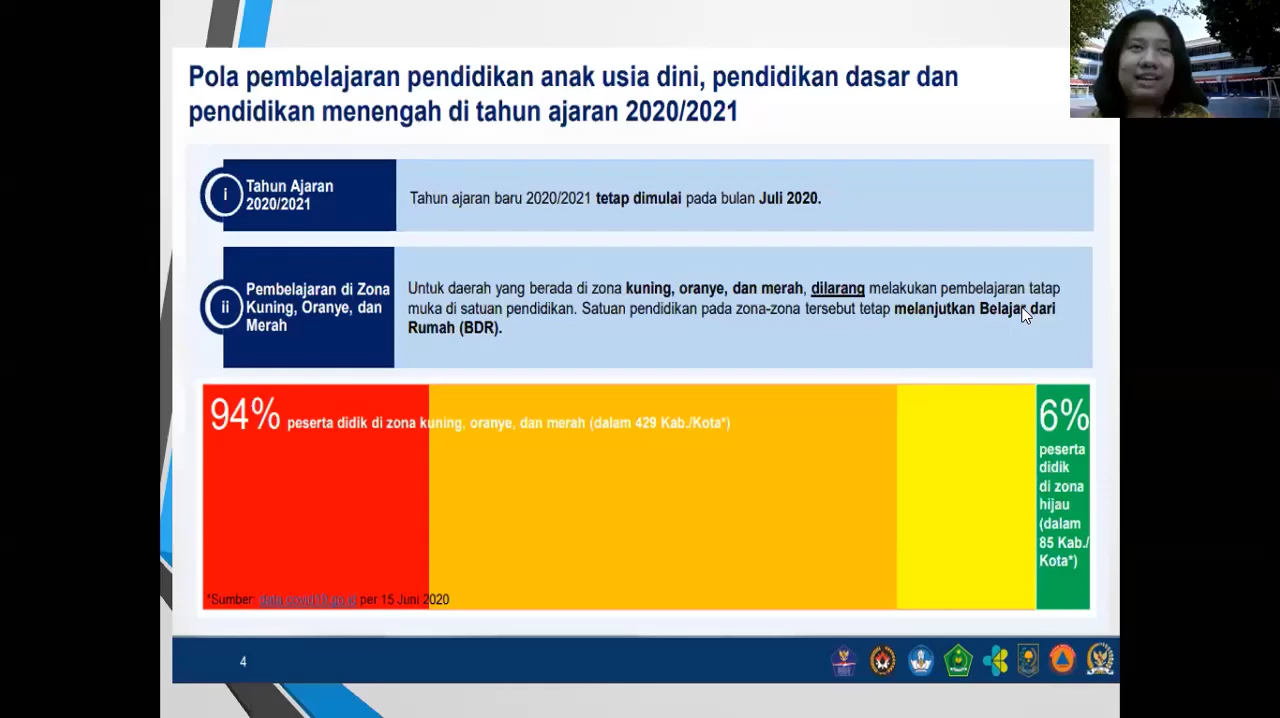 Pola pembelajaran pendidikan anak usia dini, pendidikan dasar dan
pendidikan menengah di tahun ajaran 2020/2021
i
Tahun Ajaran
2020/2021
Tahun ajaran baru 2020/2021 tetap dimulai pada bulan Juli 2020.
ii
Pembelajaran di Zona
Kuning, Oranye, dan
Merah
Untuk daerah yang berada di zona kuning, oranye, dan merah, dilarang melakukan pembelajaran tatap
muka di satuan pendidikan. Satuan pendidikan pada zona-zona tersebut tetap melanjutkan Belajar dari
Rumah (BDR).
94% peserta didik di zona kuning, oranye, dan merah (dalam 429 Kab./Kota*)
6%
peserta
didik
di zona
hijau
(dalam
85 Kab./
Kota*)
*Sumber: data.covid19.go.id per 15 Juni 2020
4